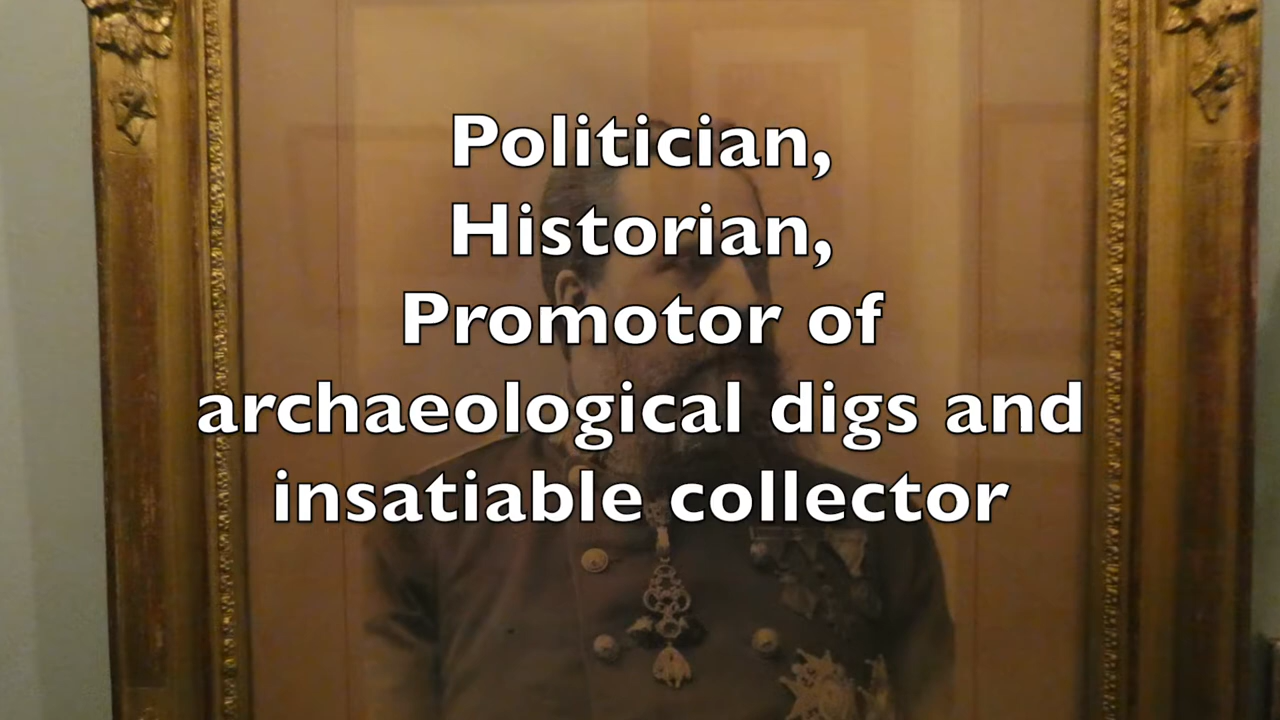 Politician,
Historian,
Promotor of
archaeological digs and
insatiable collector